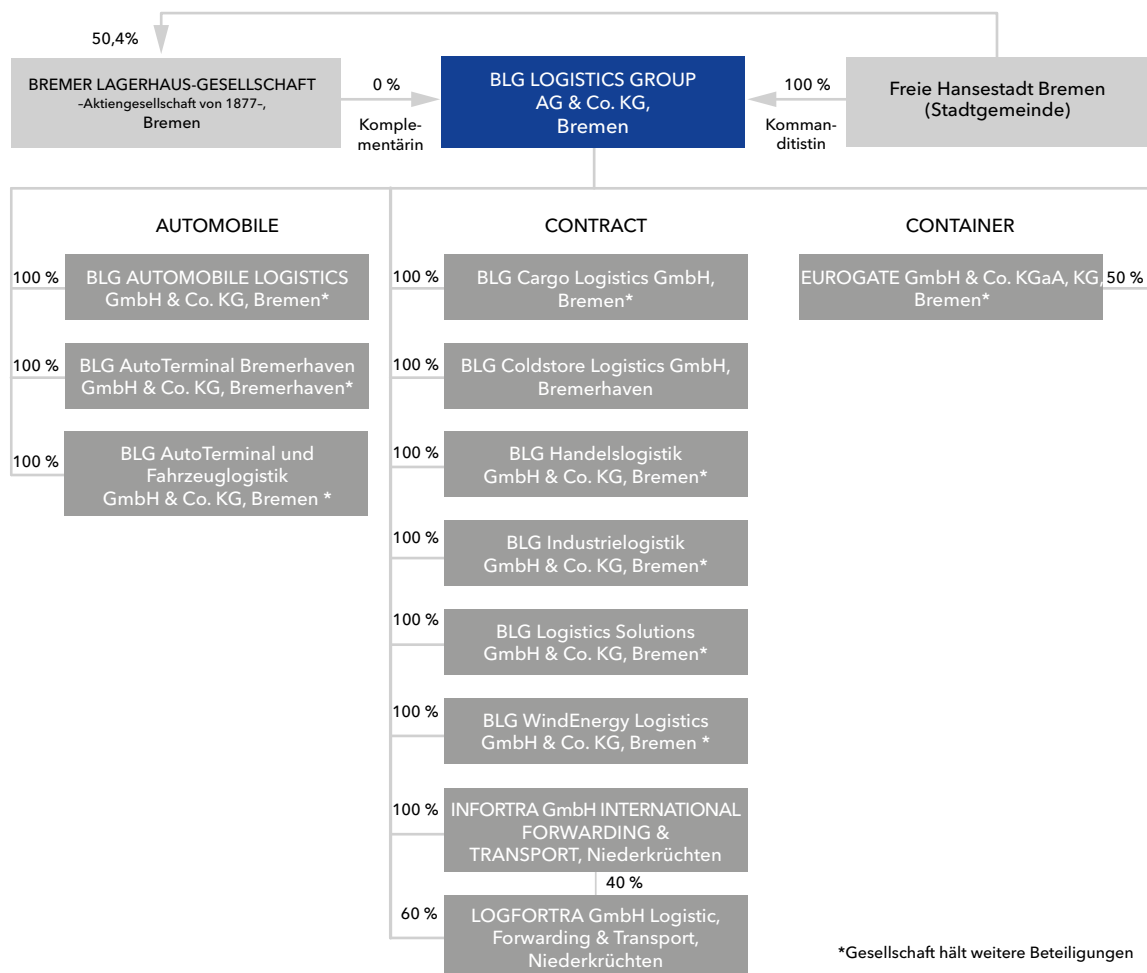 50,4%
BREMER LAGERHAUS-GESELLSCHAFT
–Aktiengesellschaft von 1877–,
Bremen
0 %
Komple-
mentärin
BLG LOGISTICS GROUP
AG & Co. KG,
Bremen
100 %
Komman-
ditistin
Freie Hansestadt Bremen
(Stadtgemeinde)
AUTOMOBILE
100 %
BLG AUTOMOBILE LOGISTICS
GmbH & Co. KG, Bremen*
100 %
BLG AutoTerminal Bremerhaven
GmbH & Co. KG, Bremerhaven*
100 %
BLG AutoTerminal und
Fahrzeuglogistik
GmbH & Co. KG, Bremen *
CONTRACT
100 %
BLG Cargo Logistics GmbH,
Bremen*
100 %
BLG Coldstore Logistics GmbH,
Bremerhaven
100 %
BLG Handelslogistik
GmbH & Co. KG, Bremen*
100 %
BLG Industrielogistik
GmbH & Co. KG, Bremen*
100 %
BLG Logistics Solutions
GmbH & Co. KG, Bremen*
100 %
BLG WindEnergy Logistics
GmbH & Co. KG, Bremen *
100 %
INFORTRA GmbH INTERNATIONAL
FORWARDING &
TRANSPORT, Niederkrüchten
40 %
60 %
LOGFORTRA GmbH Logistic,
Forwarding & Transport,
Niederkrüchten
CONTAINER
EUROGATE GmbH & Co. KGaA, KG,
Bremen*
50 %
*Gesellschaft hält weitere Beteiligungen